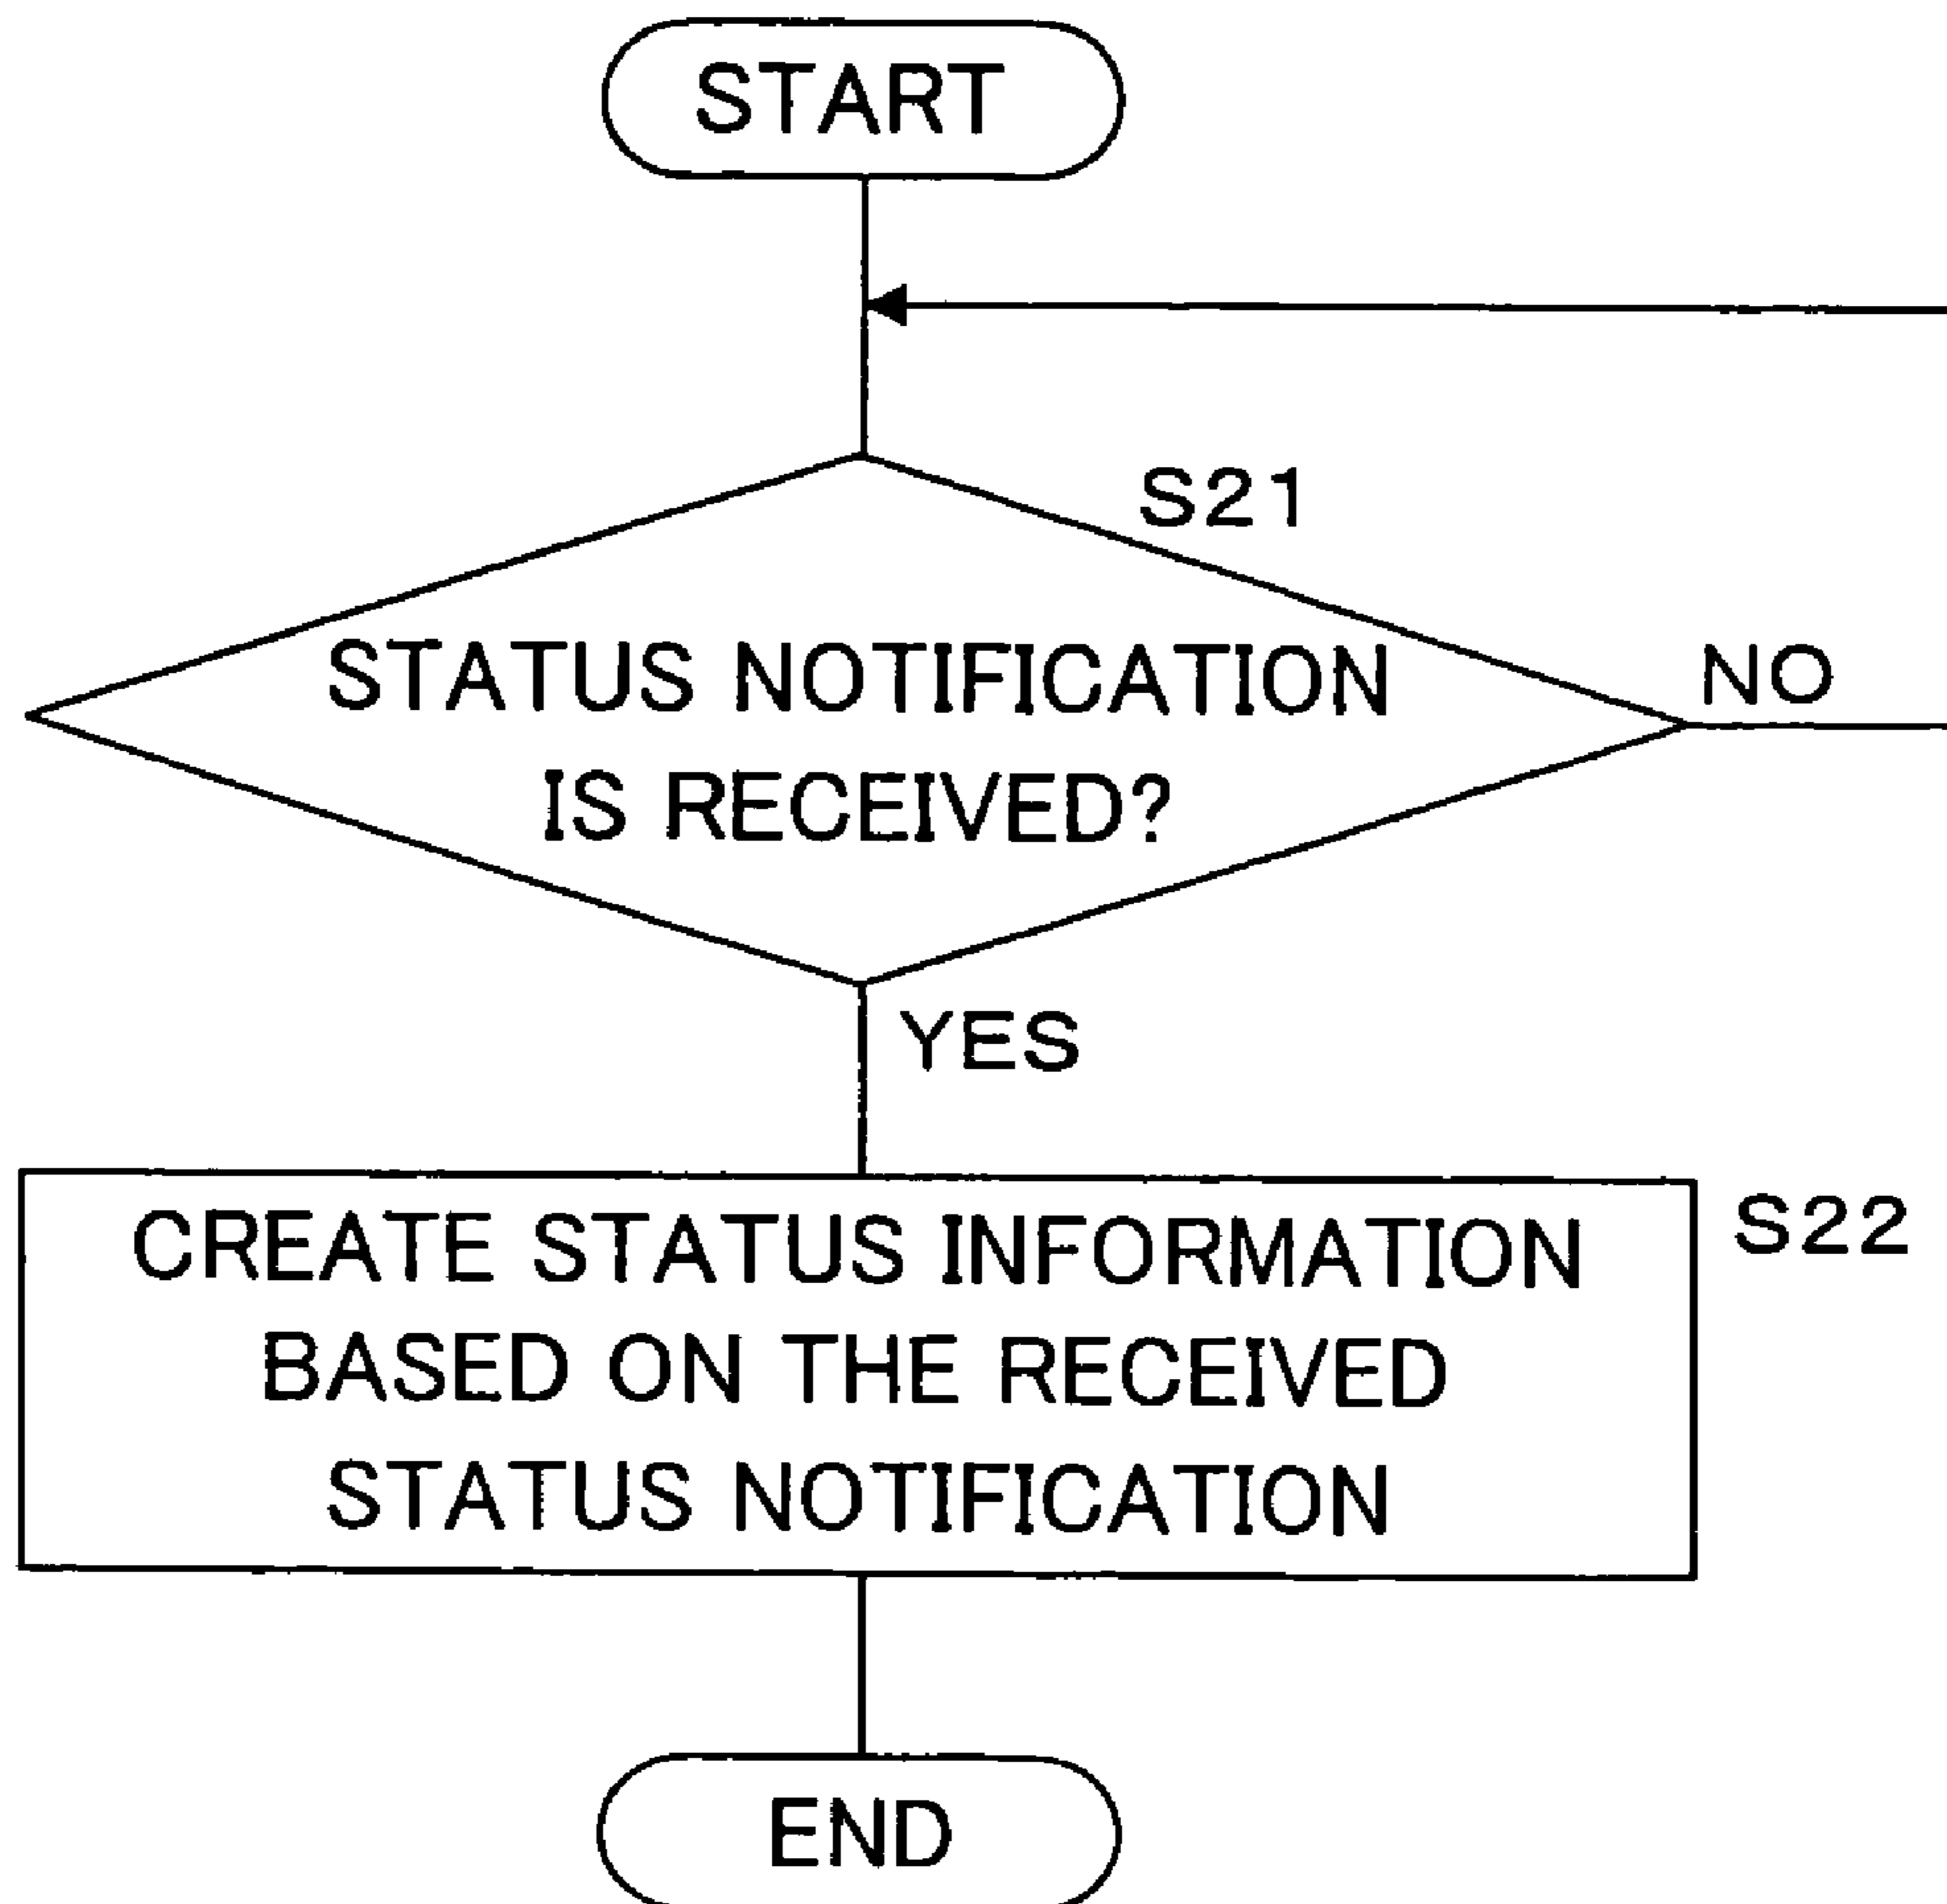 START
S21
STATUS NOTIFICATION
IS RECEIVED?
NO
YES
CREATE STATUS INFORMATION
BASED ON THE RECEIVED
STATUS NOTIFICATION
S22
END